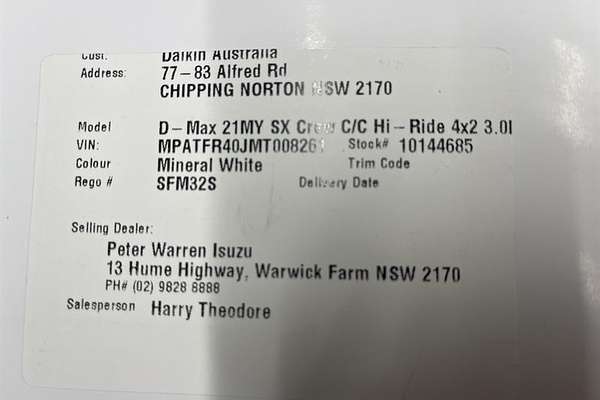 Cust: Daikin Australia
Address: 77-83 Alfred Rd
CHIPPING NORTON NSW 2170
Model D-Max 21MY SX Crew C/C Hi-Ride 4x2 3.0l
VIN: MPATFR40JMT008261 Stock# 10144685
Colour Mineral White Trim Code
Rego # SFM32S Delivery Date
Selling Dealer:
Peter Warren Isuzu
13 Hume Highway, Warwick Farm NSW 2170
PH# (02) 9828 8888
Salesperson Harry Theodore